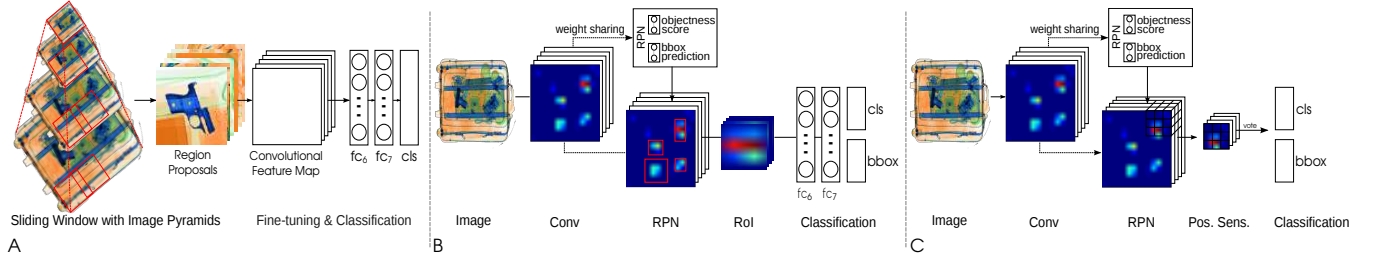 Region
Proposals
Convolutional
Feature Map
fc6
fc7
cls
Sliding Window with Image Pyramids
Fine-tuning & Classification
A
weight sharing
RPN
objectness
score
bbox
prediction
cls
bbox
fc6
fc7
Image
Conv
RPN
RoI
Classification
B
weight sharing
RPN
objectness
score
bbox
prediction
vote
cls
bbox
Image
Conv
RPN
Pos. Sens.
Classification
C